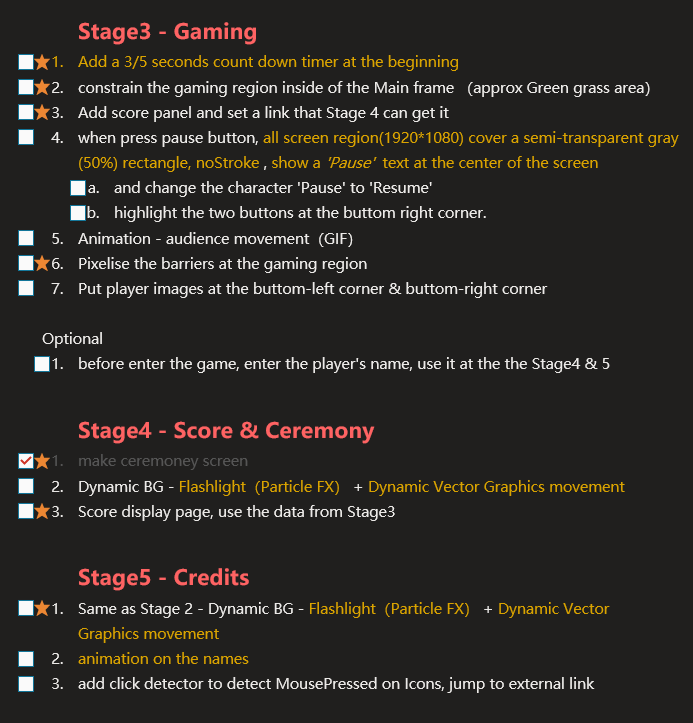 Stage3 - Gaming
1. Add a 3/5 seconds count down timer at the beginning
2. constrain the gaming region inside of the Main frame (approx Green grass area)
3. Add score panel and set a link that Stage 4 can get it
4. when press pause button, all screen region(1920*1080) cover a semi-transparent gray
(50%) rectangle, noStroke , show a 'Pause' text at the center of the screen
a. and change the character 'Pause' to 'Resume'
b. highlight the two buttons at the buttom right corner.
5. Animation - audience movement (GIF)
6. Pixelise the barriers at the gaming region
7. Put player images at the buttom-left corner & buttom-right corner
Optional
1. before enter the game, enter the player's name, use it at the the Stage4 & 5
Stage4 - Score & Ceremony
1. make ceremoney screen
2. Dynamic BG - Flashlight (Particle FX) + Dynamic Vector Graphics movement
3. Score display page, use the data from Stage3
Stage5 - Credits
1. Same as Stage 2 - Dynamic BG - Flashlight (Particle FX) + Dynamic Vector
Graphics movement
2. animation on the names
3. add click detector to detect MousePressed on Icons, jump to external link